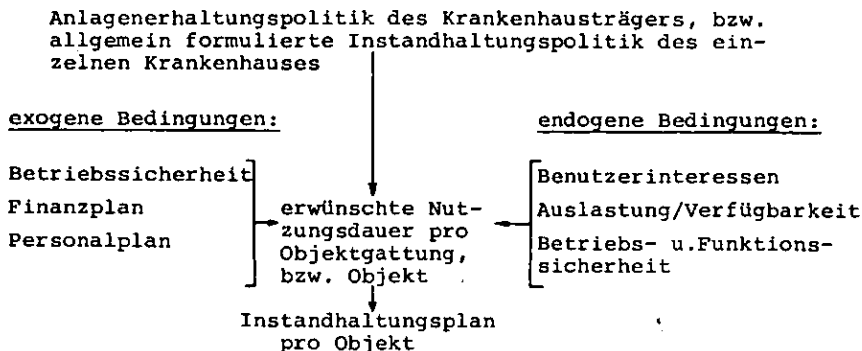 Anlagenerhaltungspolitik des Krankenhausträgers, bzw.
allgemein formulierte Instandhaltungspolitik des ein-
zelnen Krankenhauses
exogene Bedingungen:
endogene Bedingungen:
Betriebssicherheit
Finanzplan
Personalplan
erwünschte Nut-
zungsdauer pro
Objektgattung,
bzw. Objekt
Benutzerinteressen
Auslastung/Verfügbarkeit
Betriebs- u.Funktions-
sicherheit
Instandhaltungsplan
pro Objekt